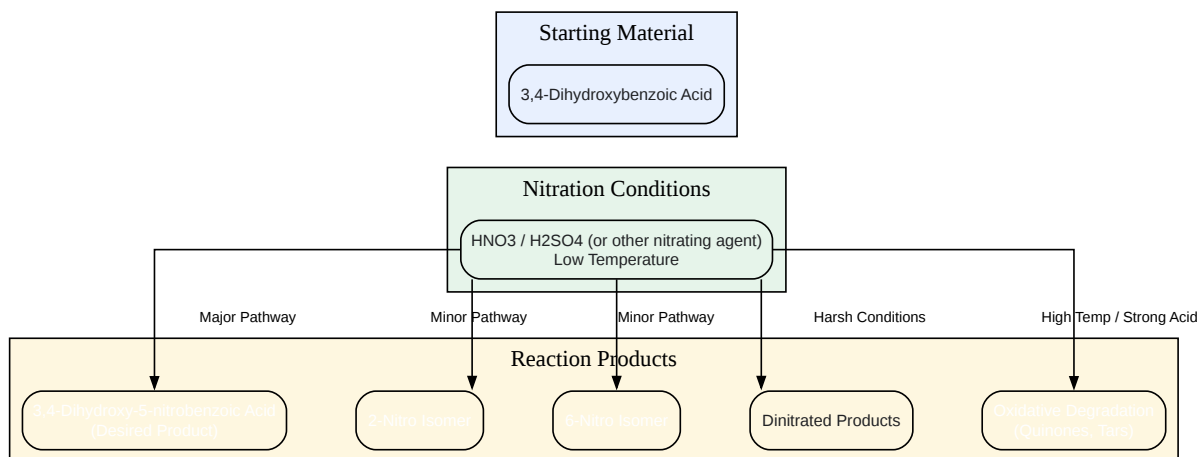 Starting Material
3,4-Dihydroxybenzoic Acid
Nitration Conditions
HNO3 / H2SO4 (or other nitrating agent)
Low Temperature
Major Pathway
Minor Pathway
Minor Pathway
Harsh Conditions
High Temp / Strong Acid
Reaction Products
3,4-Dihydroxy-5-nitrobenzoic Acid
(Desired Product)
2-Nitro Isomer
6-Nitro Isomer
Dinitrated Products
Oxidative Degradation
(Quinones, Tars)